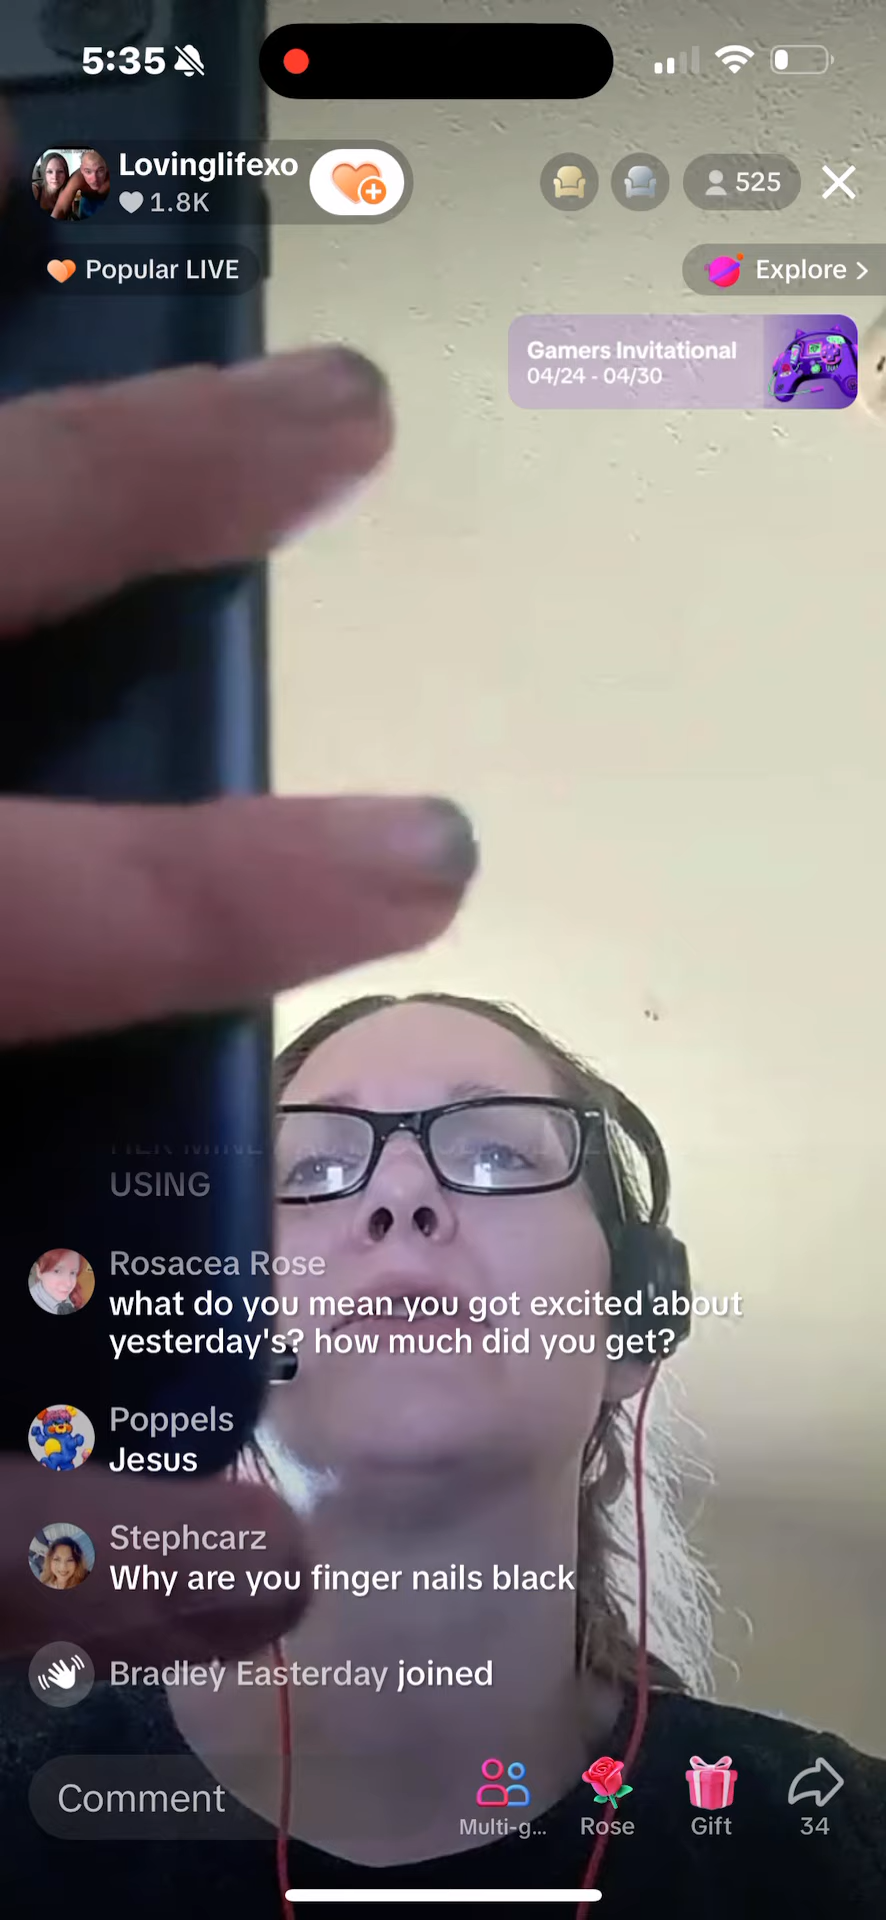 5:35
Lovinglifexo
1.8K
525
Popular LIVE
Explore >
Gamers Invitational
04/24 - 04/30
USING
Rosacea Rose
what do you mean you got excited about
yesterday's? how much did you get?
Poppels
Jesus
Stephcarz
Why are you finger nails black
Bradley Easterday joined
Comment
Multi-g...
Rose
Gift
34